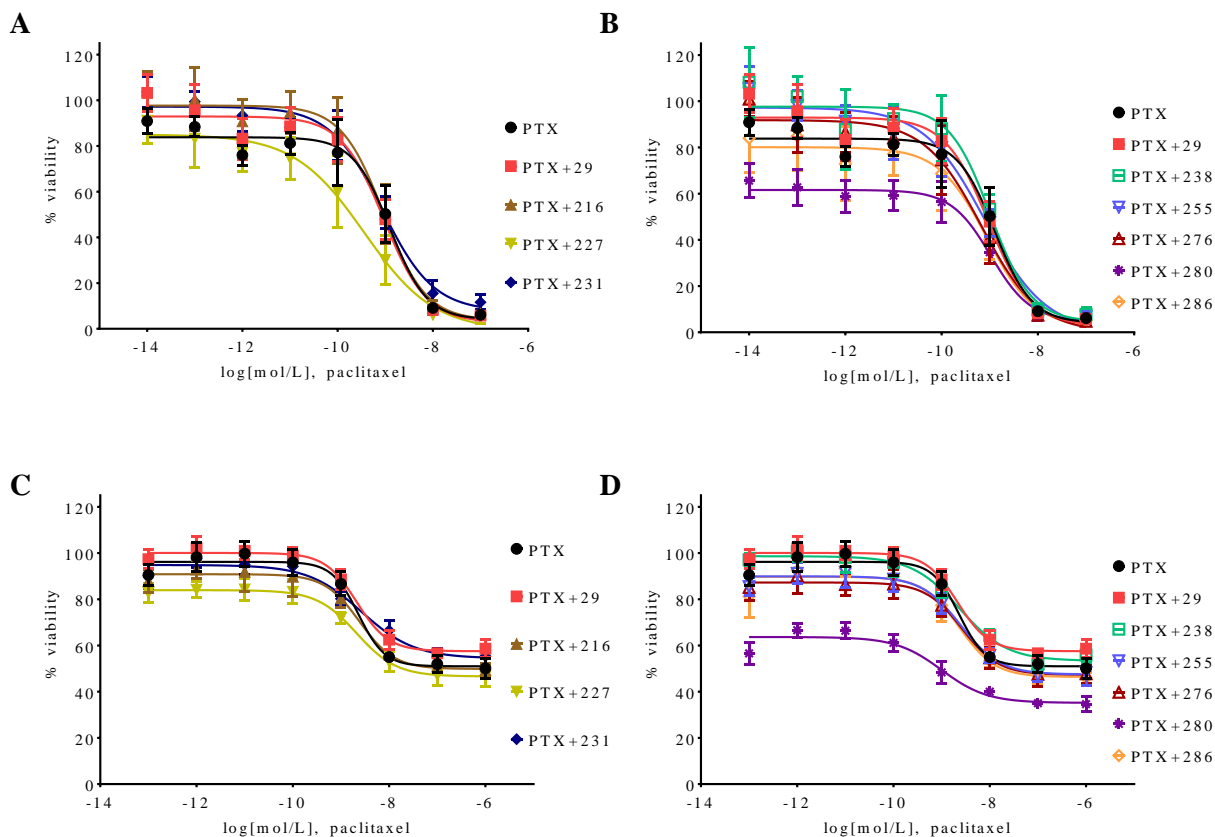 A
% viability
120
100
80
60
40
20
0
-14
-12
-10
-8
-6
log[mol/L], paclitaxel
PTX
PTX+29
PTX+216
PTX+227
PTX+231
B
% viability
120
100
80
60
40
20
0
-14
-12
-10
-8
-6
log[mol/L], paclitaxel
PTX
PTX+29
PTX+238
PTX+255
PTX+276
PTX+280
PTX+286
C
% viability
120
100
80
60
40
20
0
-14
-12
-10
-8
-6
log[mol/L], paclitaxel
PTX
PTX+29
PTX+216
PTX+227
PTX+231
D
% viability
120
100
80
60
40
20
0
-14
-12
-10
-8
-6
log[mol/L], paclitaxel
PTX
PTX+29
PTX+238
PTX+255
PTX+276
PTX+280
PTX+286